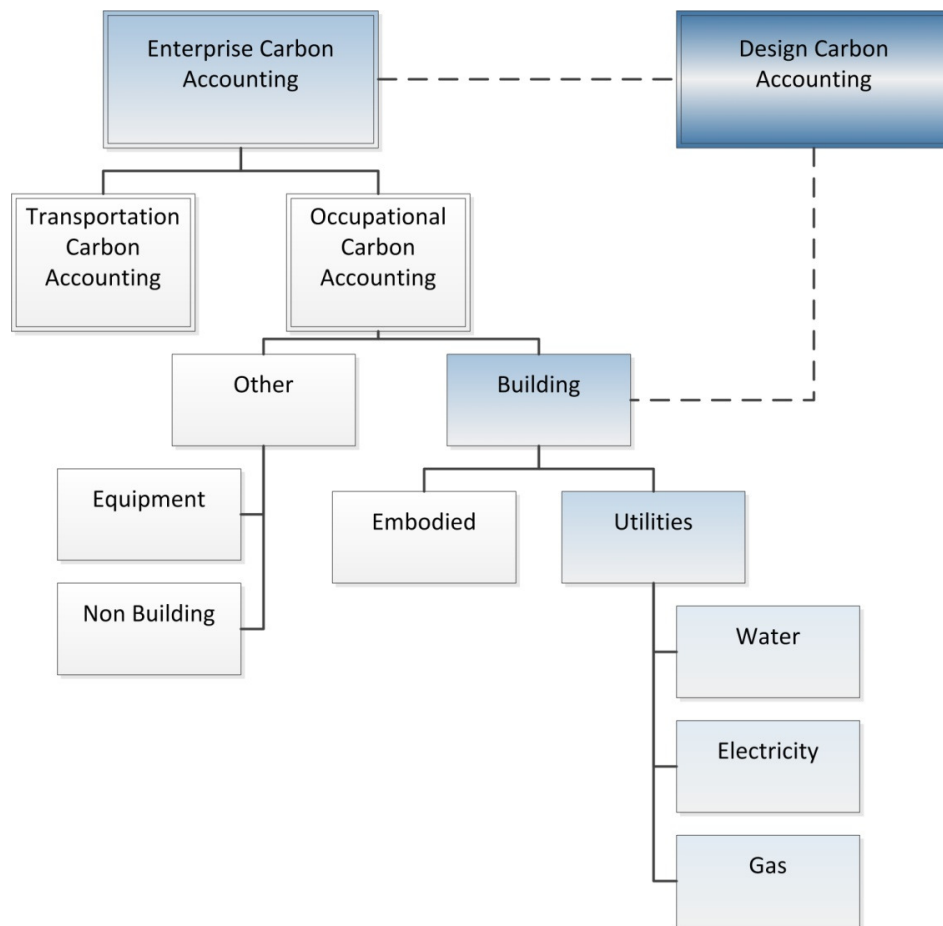 Enterprise Carbon
Accounting
Design Carbon
Accounting
Transportation
Carbon
Accounting
Occupational
Carbon
Accounting
Other
Building
Equipment
Embodied
Utilities
Non Building
Water
Electricity
Gas